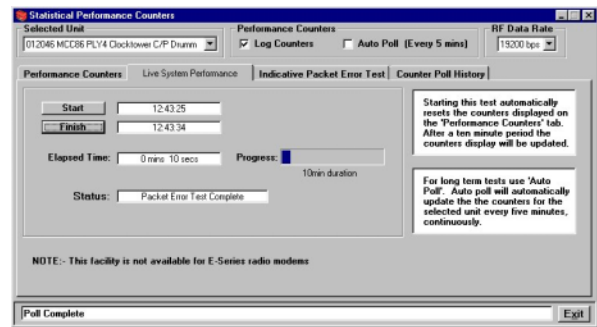 Statistical Performance Counters
Selected Unit
012046 MCC86 PLY4 Clocktower C/P Drumm
Performance Counters
Log Counters
Auto Poll (Every 5 mins)
RF Data Rate
19200 bps
Performance Counters
Live System Performance
Indicative Packet Error Test
Counter Poll History
Start
12:43:25
Finish
12:43:34
Elapsed Time:
0 mins 10 secs
Progress:
10min duration
Status:
Packet Error Test Complete
Starting this test automatically
resets the counters displayed on
the 'Performance Counters' tab.
After a ten minute period the
counters display will be updated.
For long term tests use 'Auto
Poll'. Auto poll will automatically
update the the counters for the
selected unit every five minutes,
continuously.
NOTE:- This facility is not available for E-Series radio modems
Poll Complete
Exit